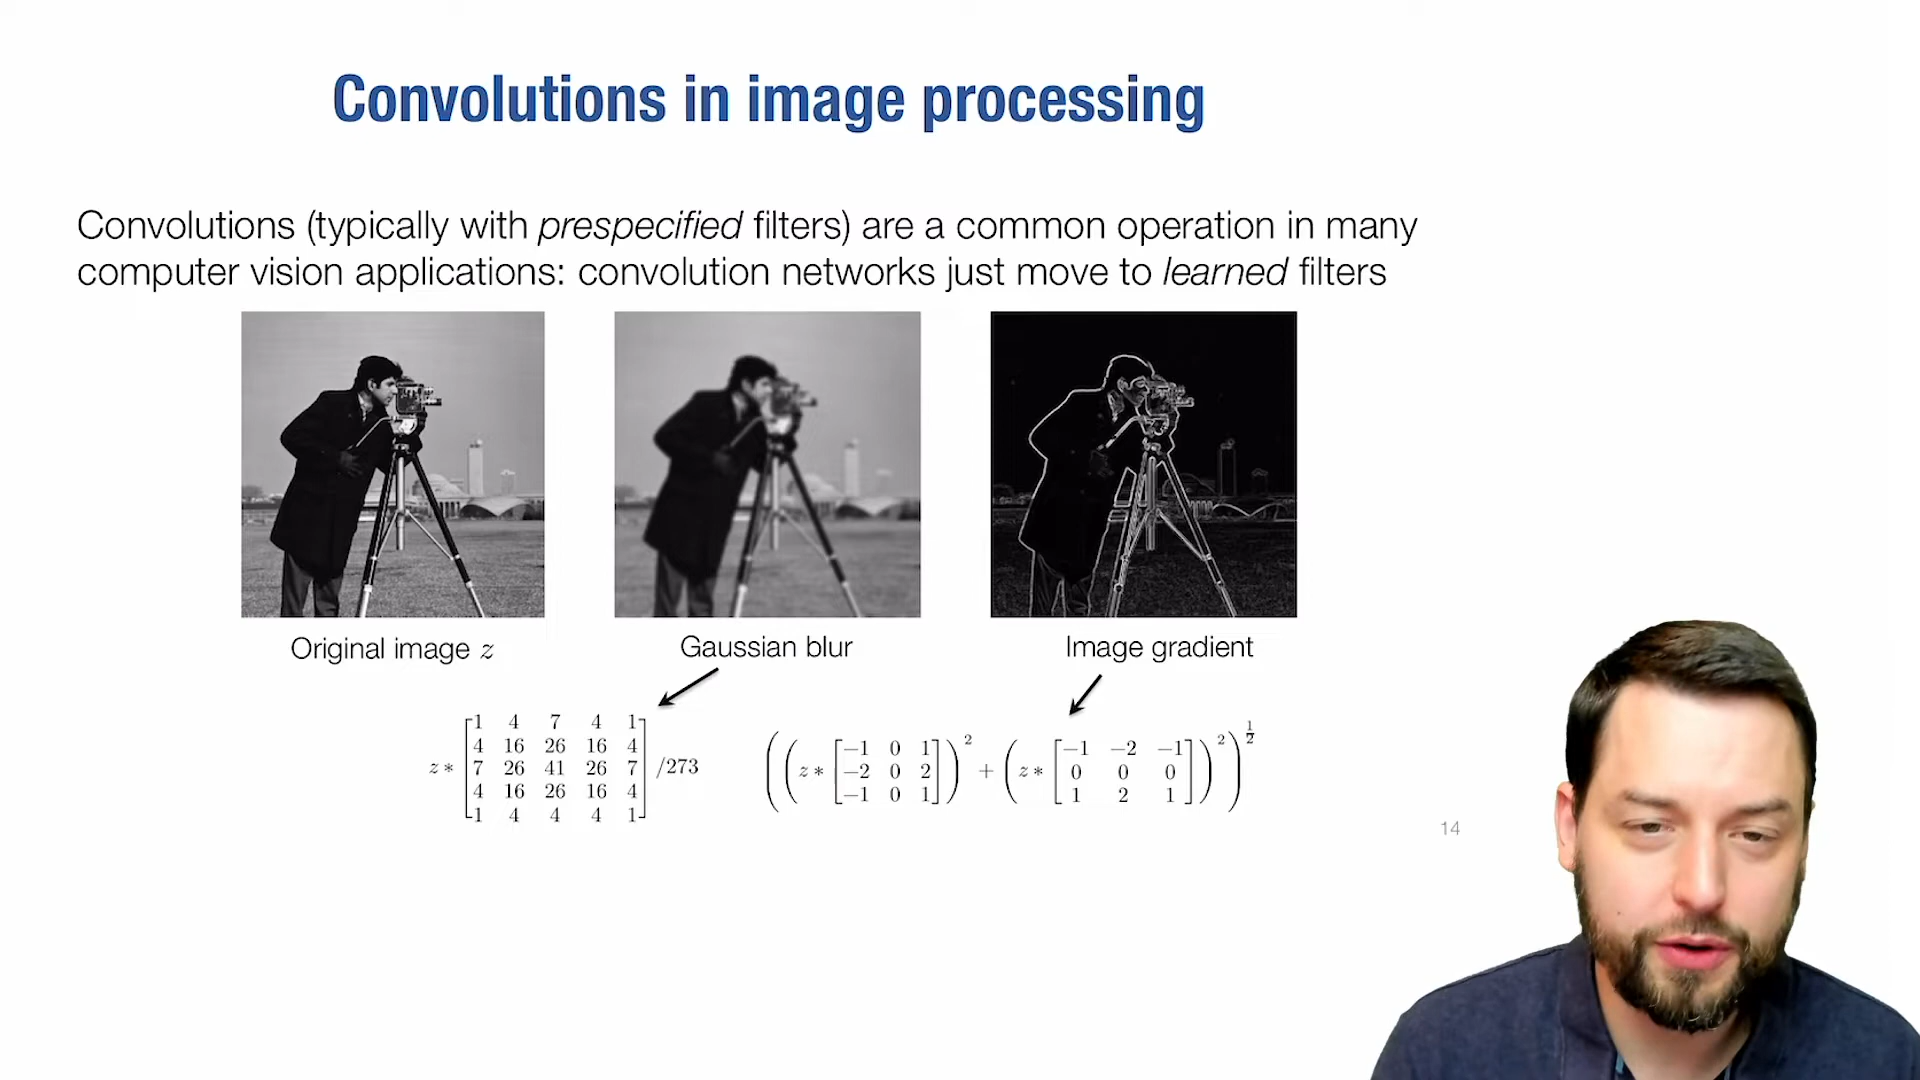 Convolutions in image processing
Convolutions (typically with prespecified filters) are a common operation in many
computer vision applications: convolution networks just move to learned filters
Original image z
Gaussian blur
Image gradient
z * [1 4 7 4 1
4 16 26 16 4
7 26 41 26 7
4 16 26 16 4
1 4 4 4 1] /273
((z * [−1 0 1
−2 0 2
−1 0 1])² + (z * [−1 −2 −1
0 0 0
1 2 1])²)^(1/2)
14